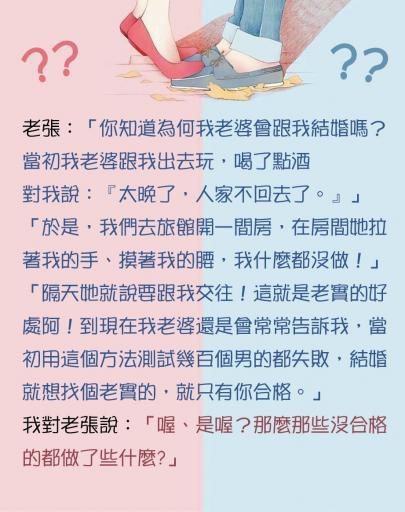 ?? ??
老張：「你知道為何我老婆會跟我結婚嗎？
當初我老婆跟我出去玩，喝了點酒
對我說：『太晚了，人家不回去了。』」
「於是，我們去旅館開一間房，在房間她拉
著我的手、摸著我的腰，我什麼都沒做！」
「隔天她就說要跟我交往！這就是老實的好
處阿！到現在我老婆還是會常常告訴我，當
初用這個方法測試幾百個男的都失敗，結婚
就想找個老實的，就只有你合格。」
我對老張說：「喔、是喔？那麼那些沒合格
的都做了些什麼?」